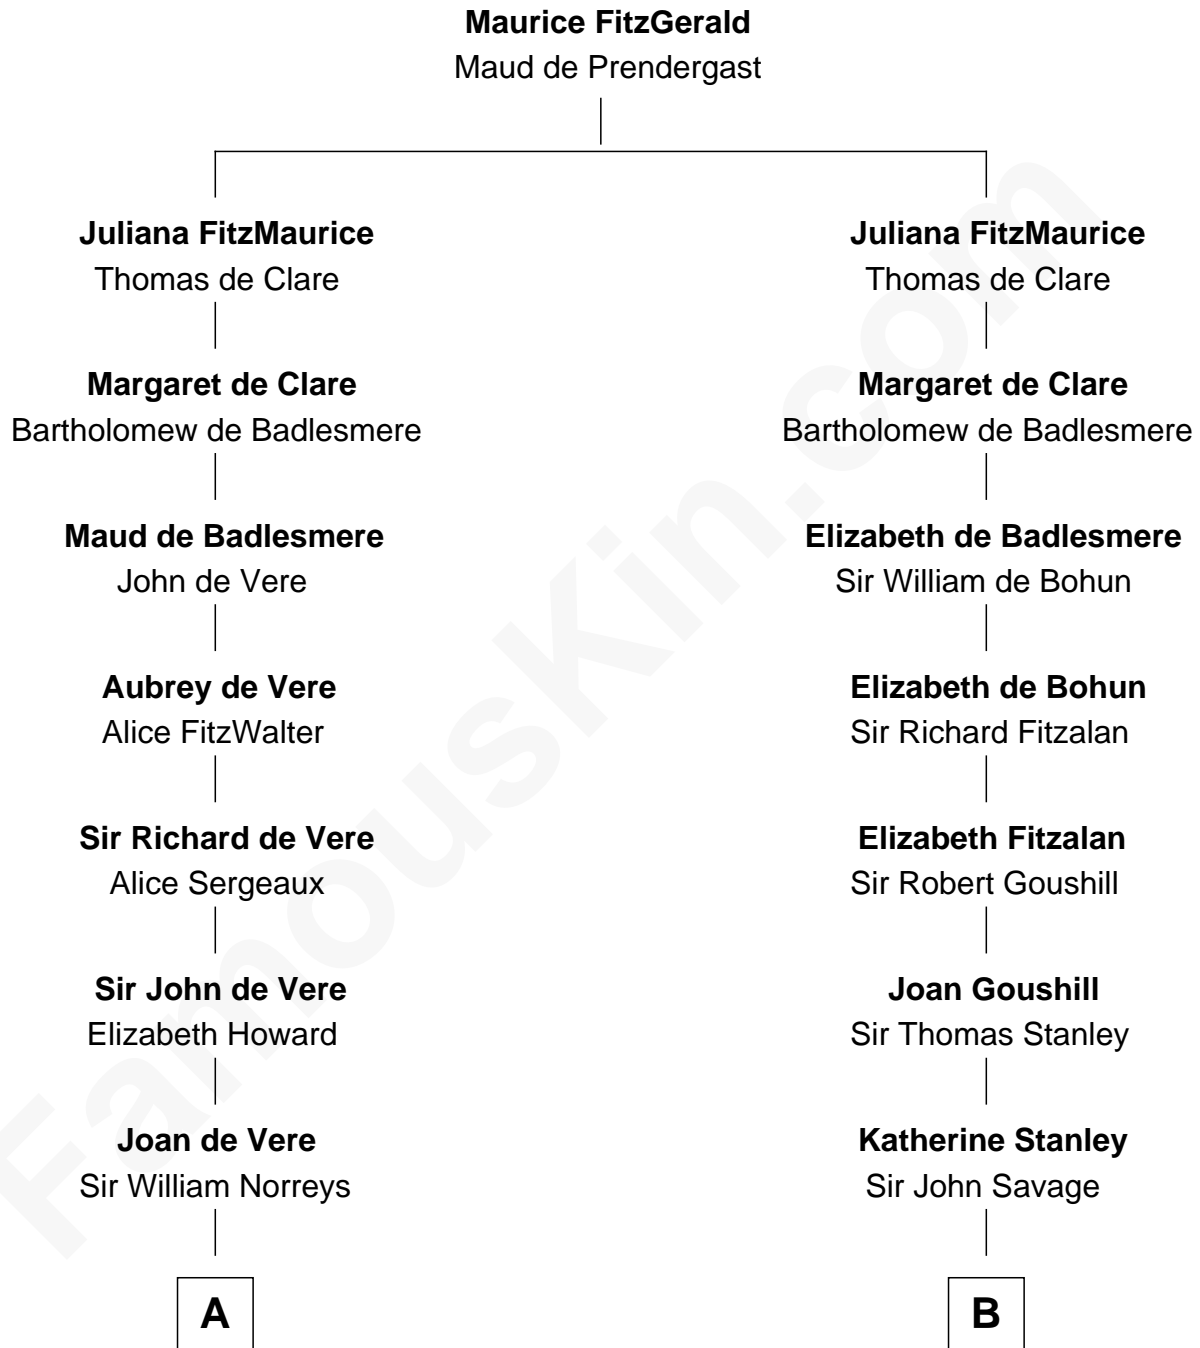 Maurice FitzGerald
Maud de Prendergast
Juliana FitzMaurice
Thomas de Clare
Margaret de Clare
Bartholomew de Badlesmere
Maud de Badlesmere
John de Vere
Aubrey de Vere
Alice FitzWalter
Sir Richard de Vere
Alice Sergeaux
Sir John de Vere
Elizabeth Howard
Joan de Vere
Sir William Norreys
A
Juliana FitzMaurice
Thomas de Clare
Margaret de Clare
Bartholomew de Badlesmere
Elizabeth de Badlesmere
Sir William de Bohun
Elizabeth de Bohun
Sir Richard Fitzalan
Elizabeth Fitzalan
Sir Robert Goushill
Joan Goushill
Sir Thomas Stanley
Katherine Stanley
Sir John Savage
B
FamousKin.com